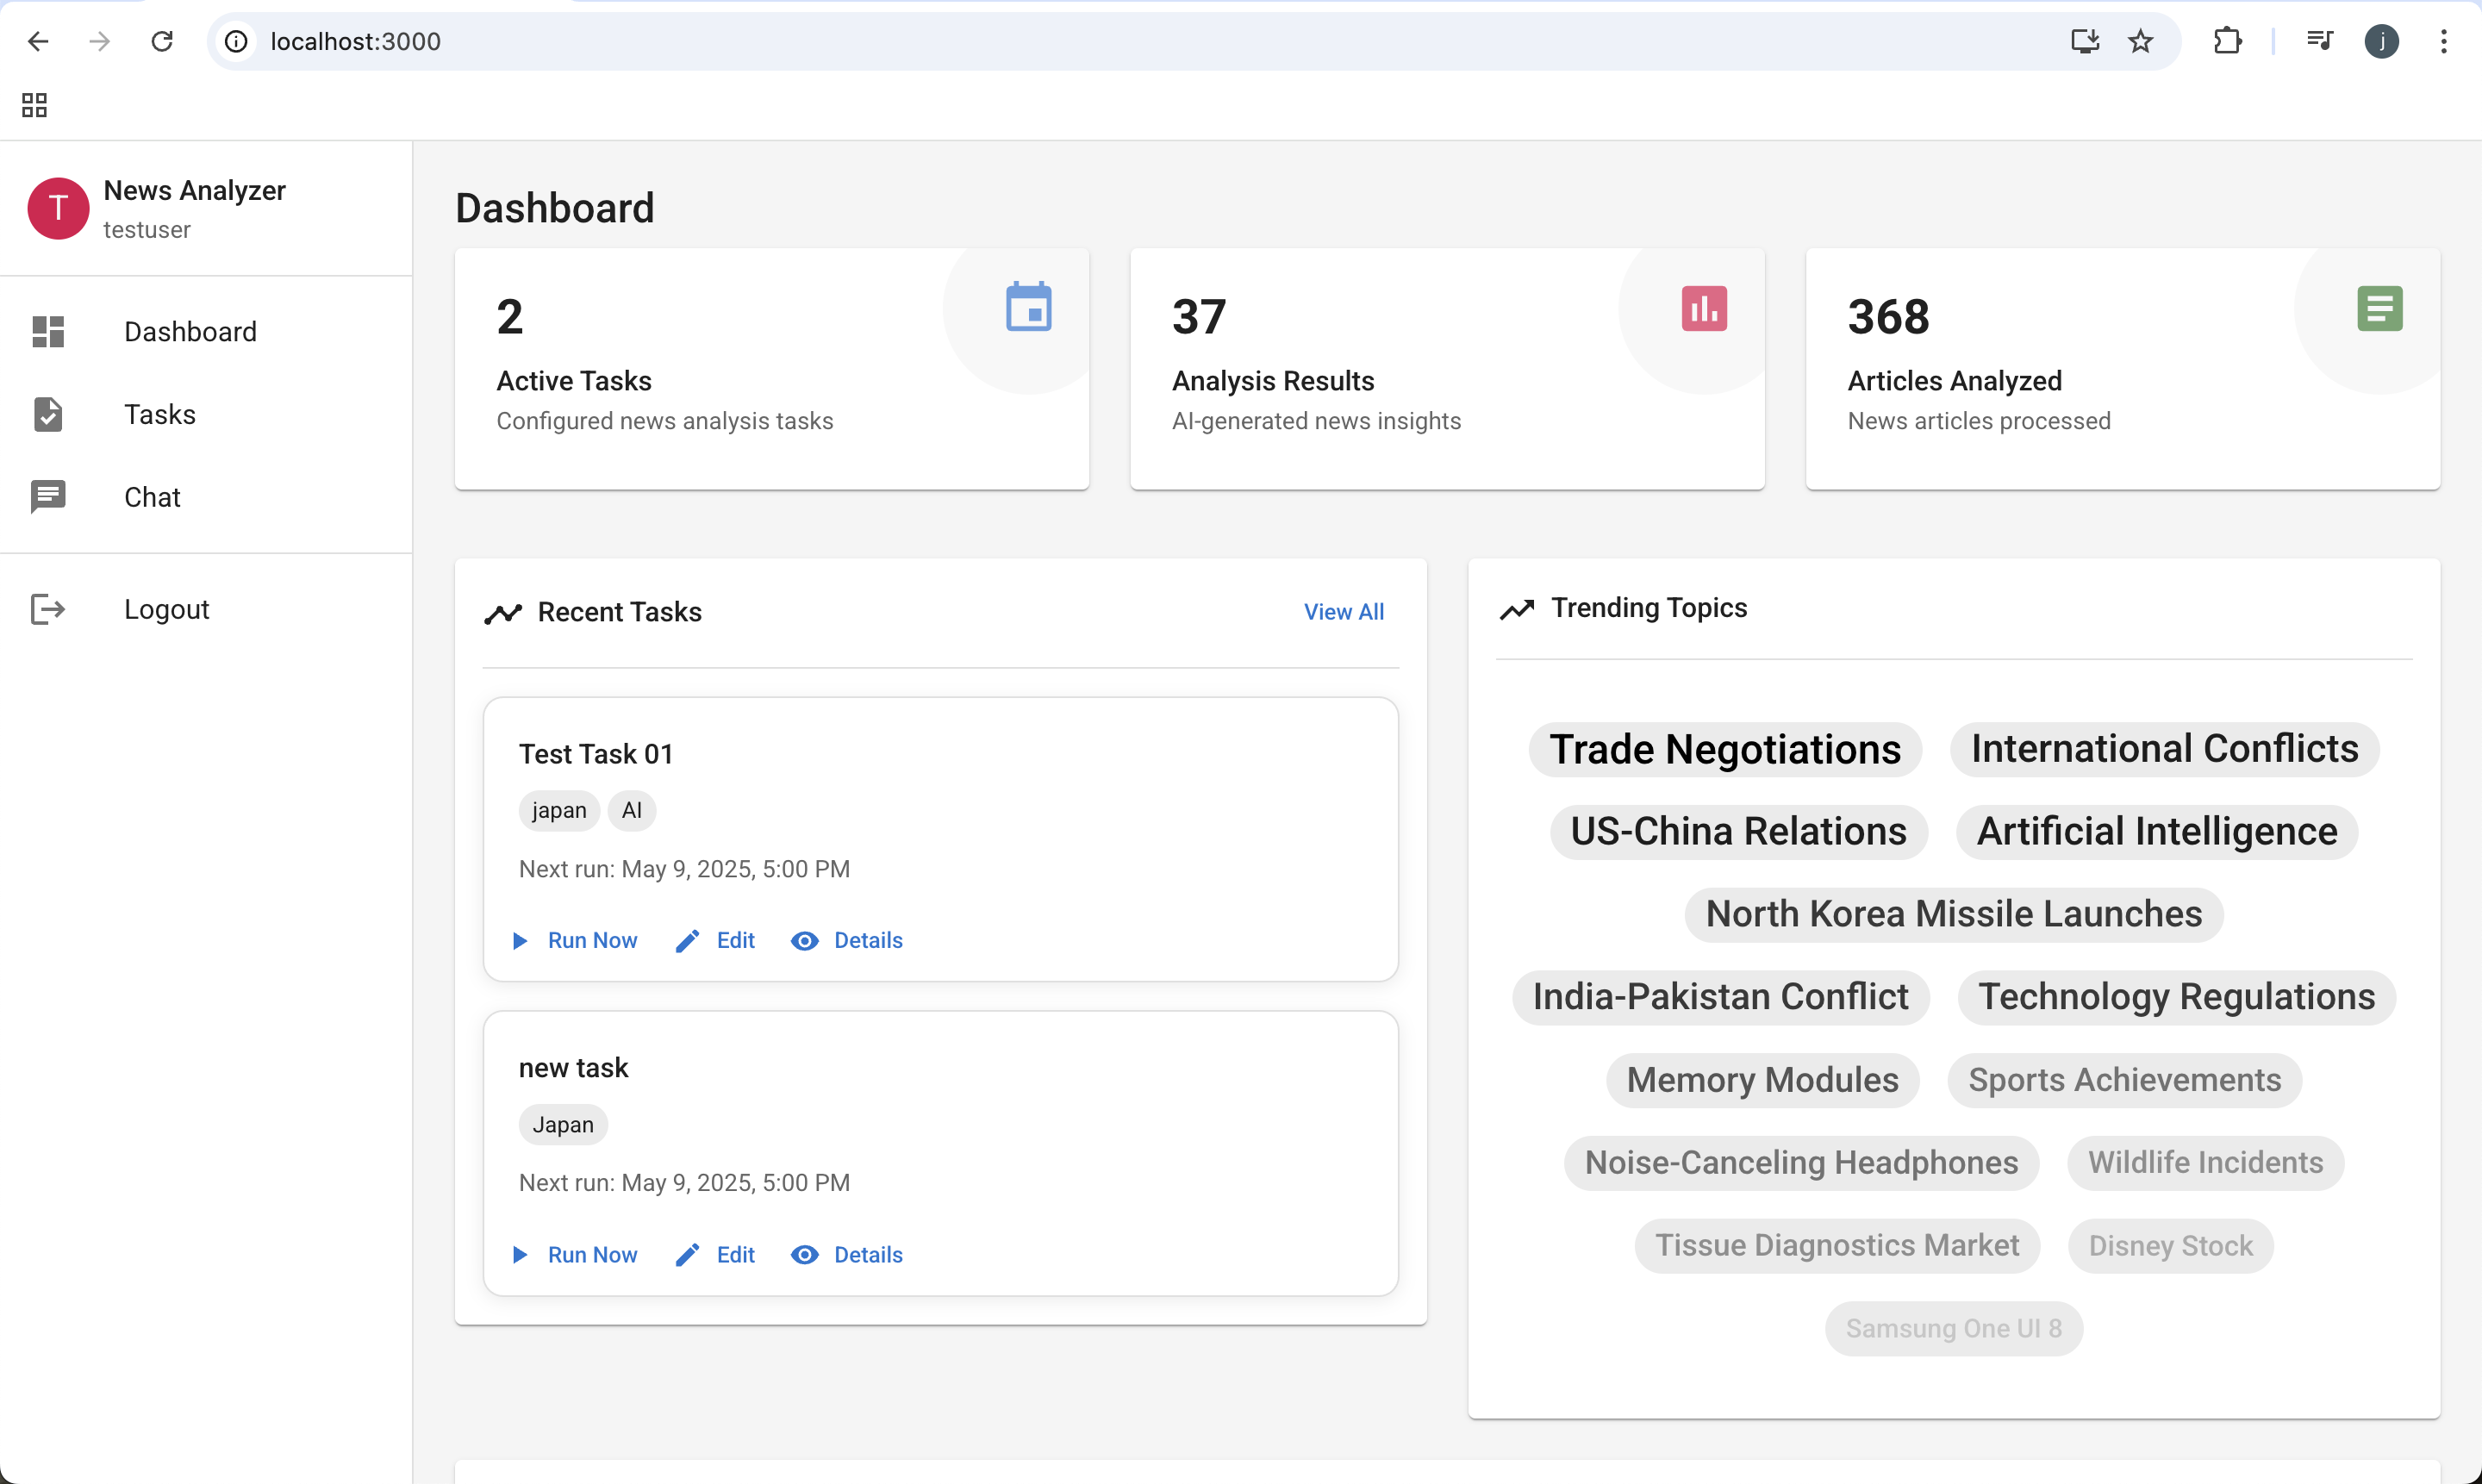 localhost:3000
j
T
News Analyzer
testuser
Dashboard
Tasks
Chat
Logout
Dashboard
2
Active Tasks
Configured news analysis tasks
37
Analysis Results
AI-generated news insights
368
Articles Analyzed
News articles processed
Recent Tasks
View All
Test Task 01
japan AI
Next run: May 9, 2025, 5:00 PM
Run Now Edit Details
new task
Japan
Next run: May 9, 2025, 5:00 PM
Run Now Edit Details
Trending Topics
Trade Negotiations International Conflicts
US-China Relations Artificial Intelligence
North Korea Missile Launches
India-Pakistan Conflict Technology Regulations
Memory Modules Sports Achievements
Noise-Canceling Headphones Wildlife Incidents
Tissue Diagnostics Market Disney Stock
Samsung One UI 8